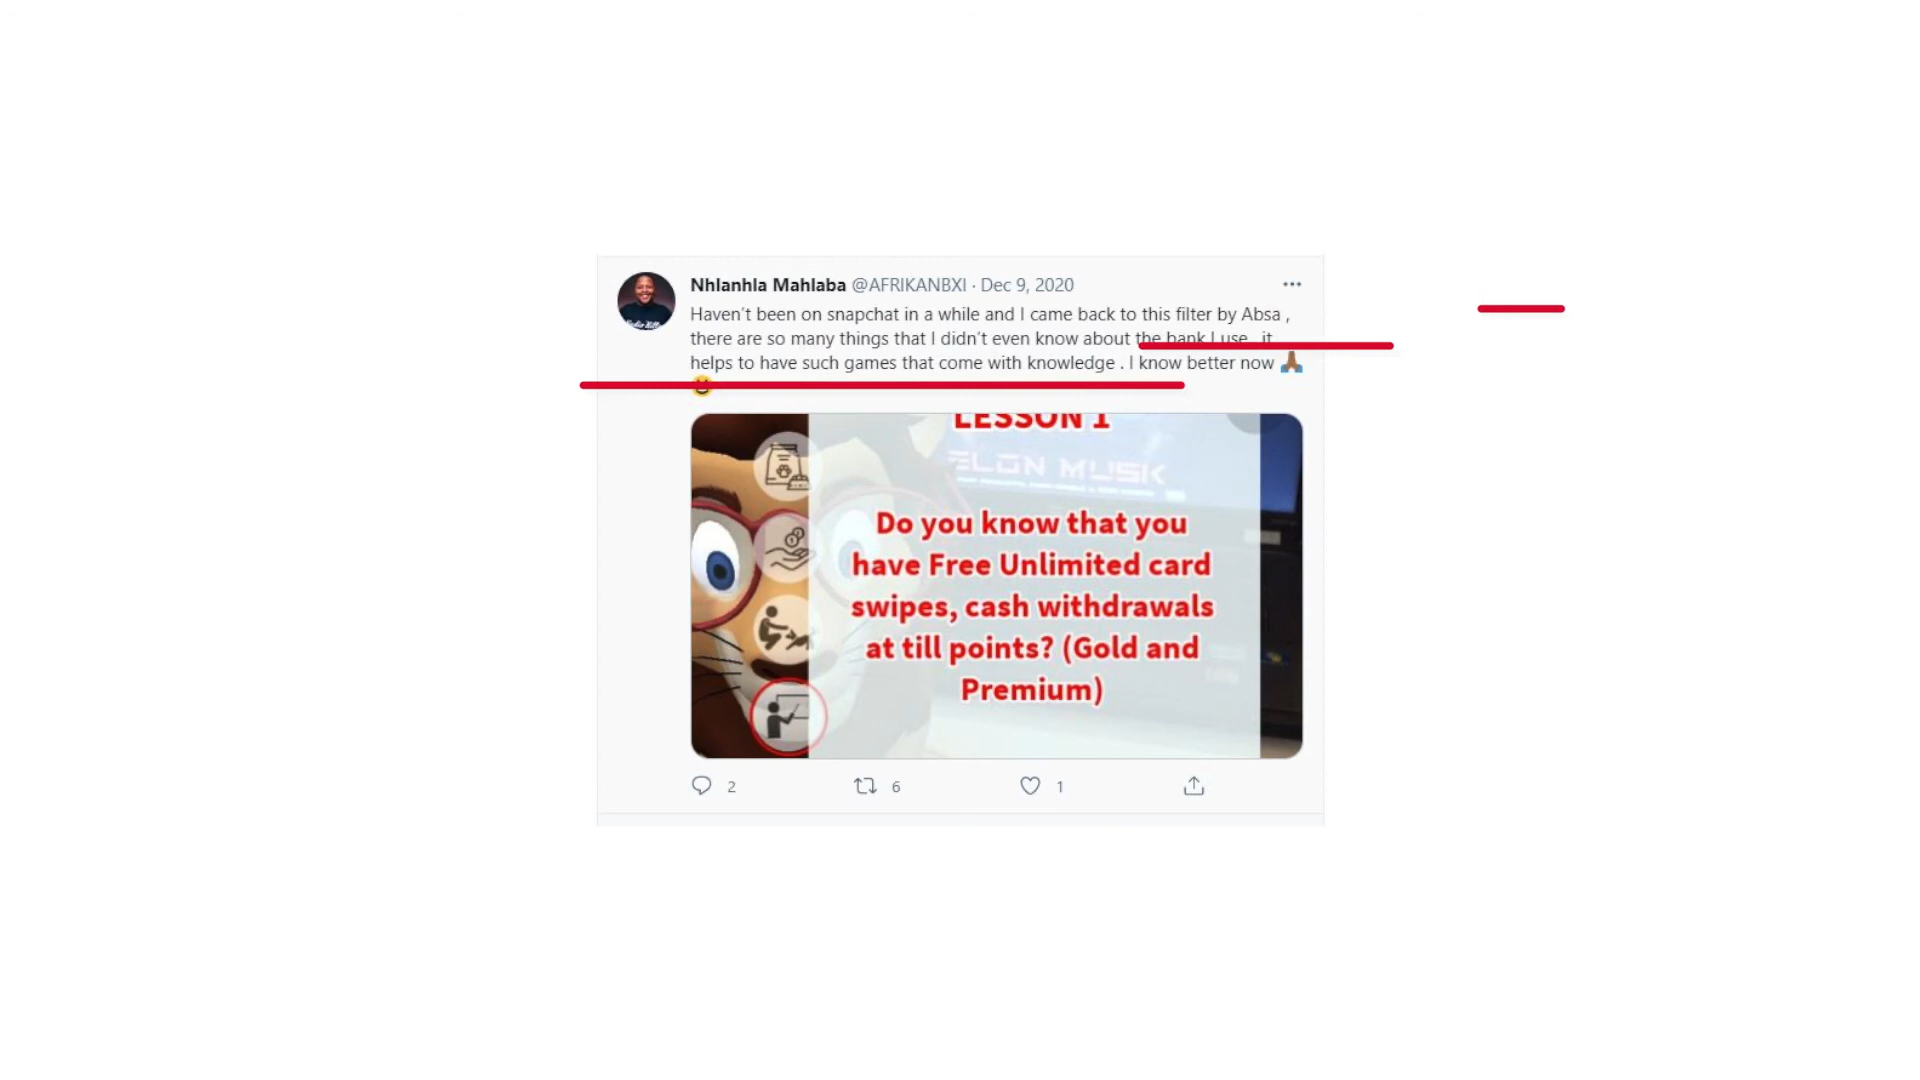 Nhlanhla Mahlaba @AFRIKANBXI · Dec 9, 2020
Haven't been on snapchat in a while and I came back to this filter by Absa ,
there are so many things that I didn't even know about the bank I use . it
helps to have such games that come with knowledge . I know better now
LESSON 1
ELON MUSK
Do you know that you
have Free Unlimited card
swipes, cash withdrawals
at till points? (Gold and
Premium)
2 6 1